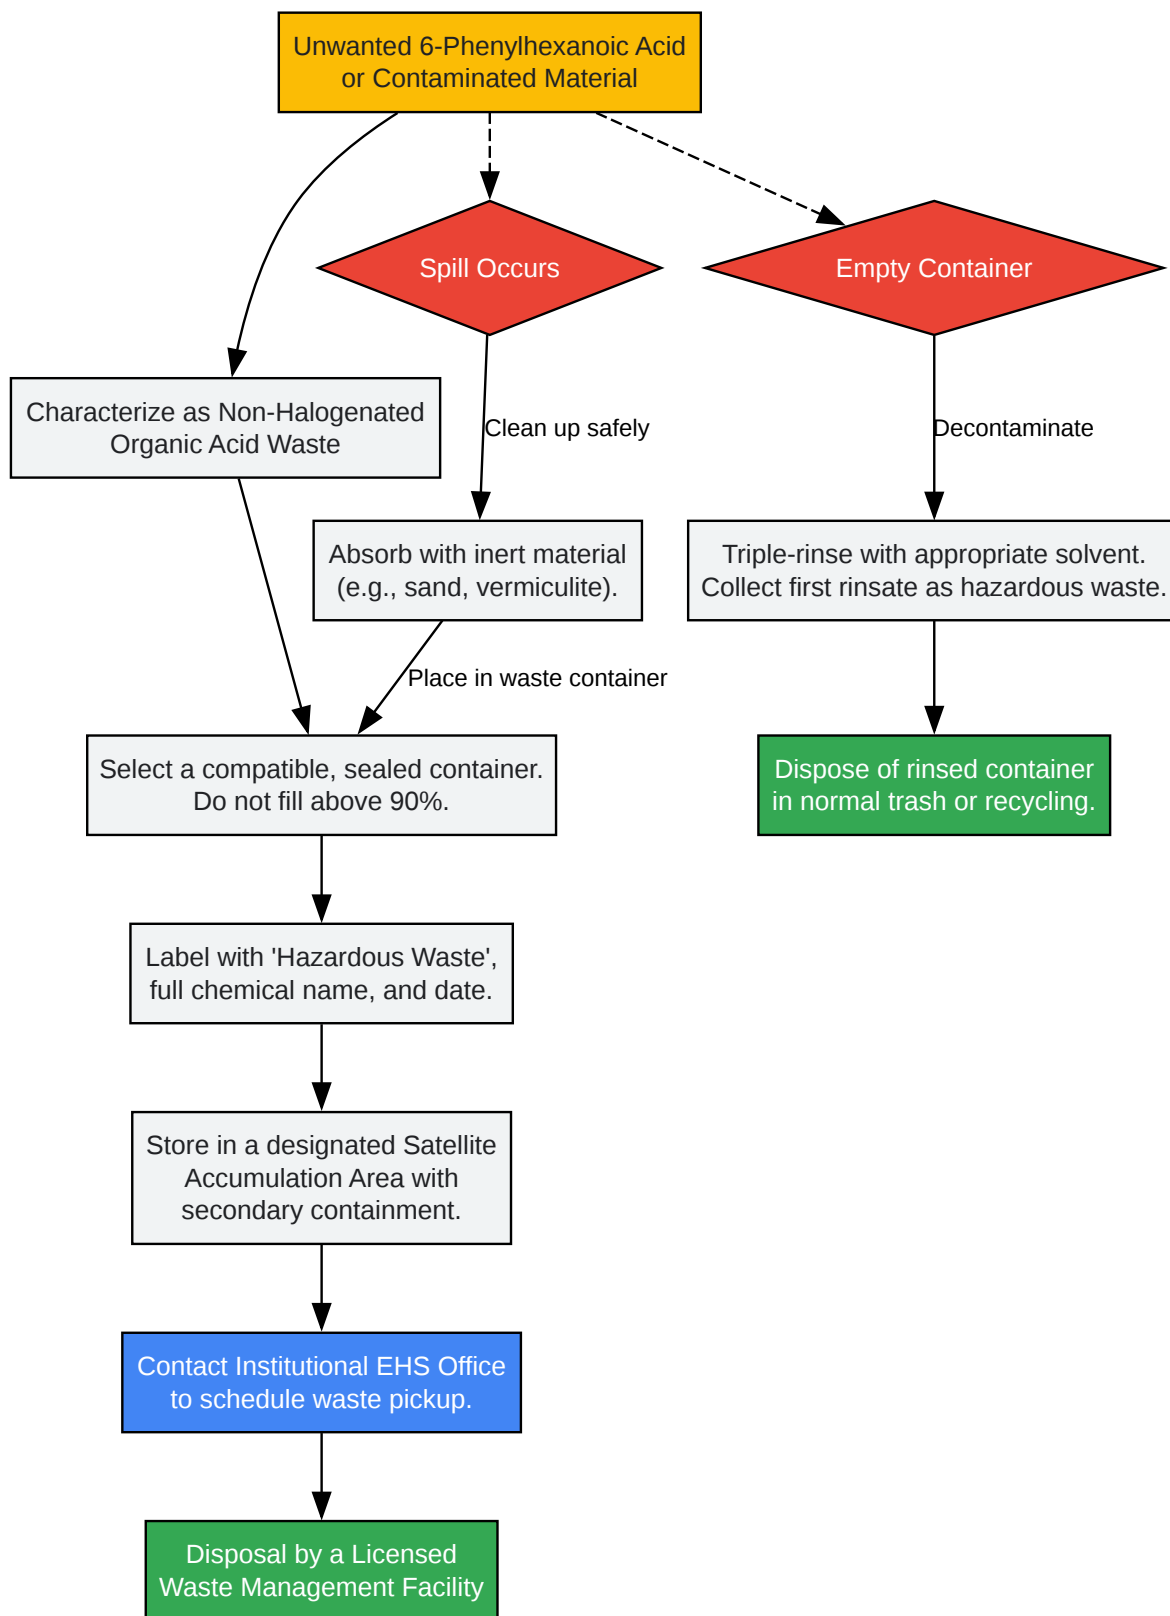 Unwanted 6-Phenylhexanoic Acid
or Contaminated Material
Spill Occurs
Empty Container
Characterize as Non-Halogenated
Organic Acid Waste
Clean up safely
Decontaminate
Absorb with inert material
(e.g., sand, vermiculite).
Triple-rinse with appropriate solvent.
Collect first rinsate as hazardous waste.
Place in waste container
Select a compatible, sealed container.
Do not fill above 90%.
Dispose of rinsed container
in normal trash or recycling.
Label with 'Hazardous Waste',
full chemical name, and date.
Store in a designated Satellite
Accumulation Area with
secondary containment.
Contact Institutional EHS Office
to schedule waste pickup.
Disposal by a Licensed
Waste Management Facility